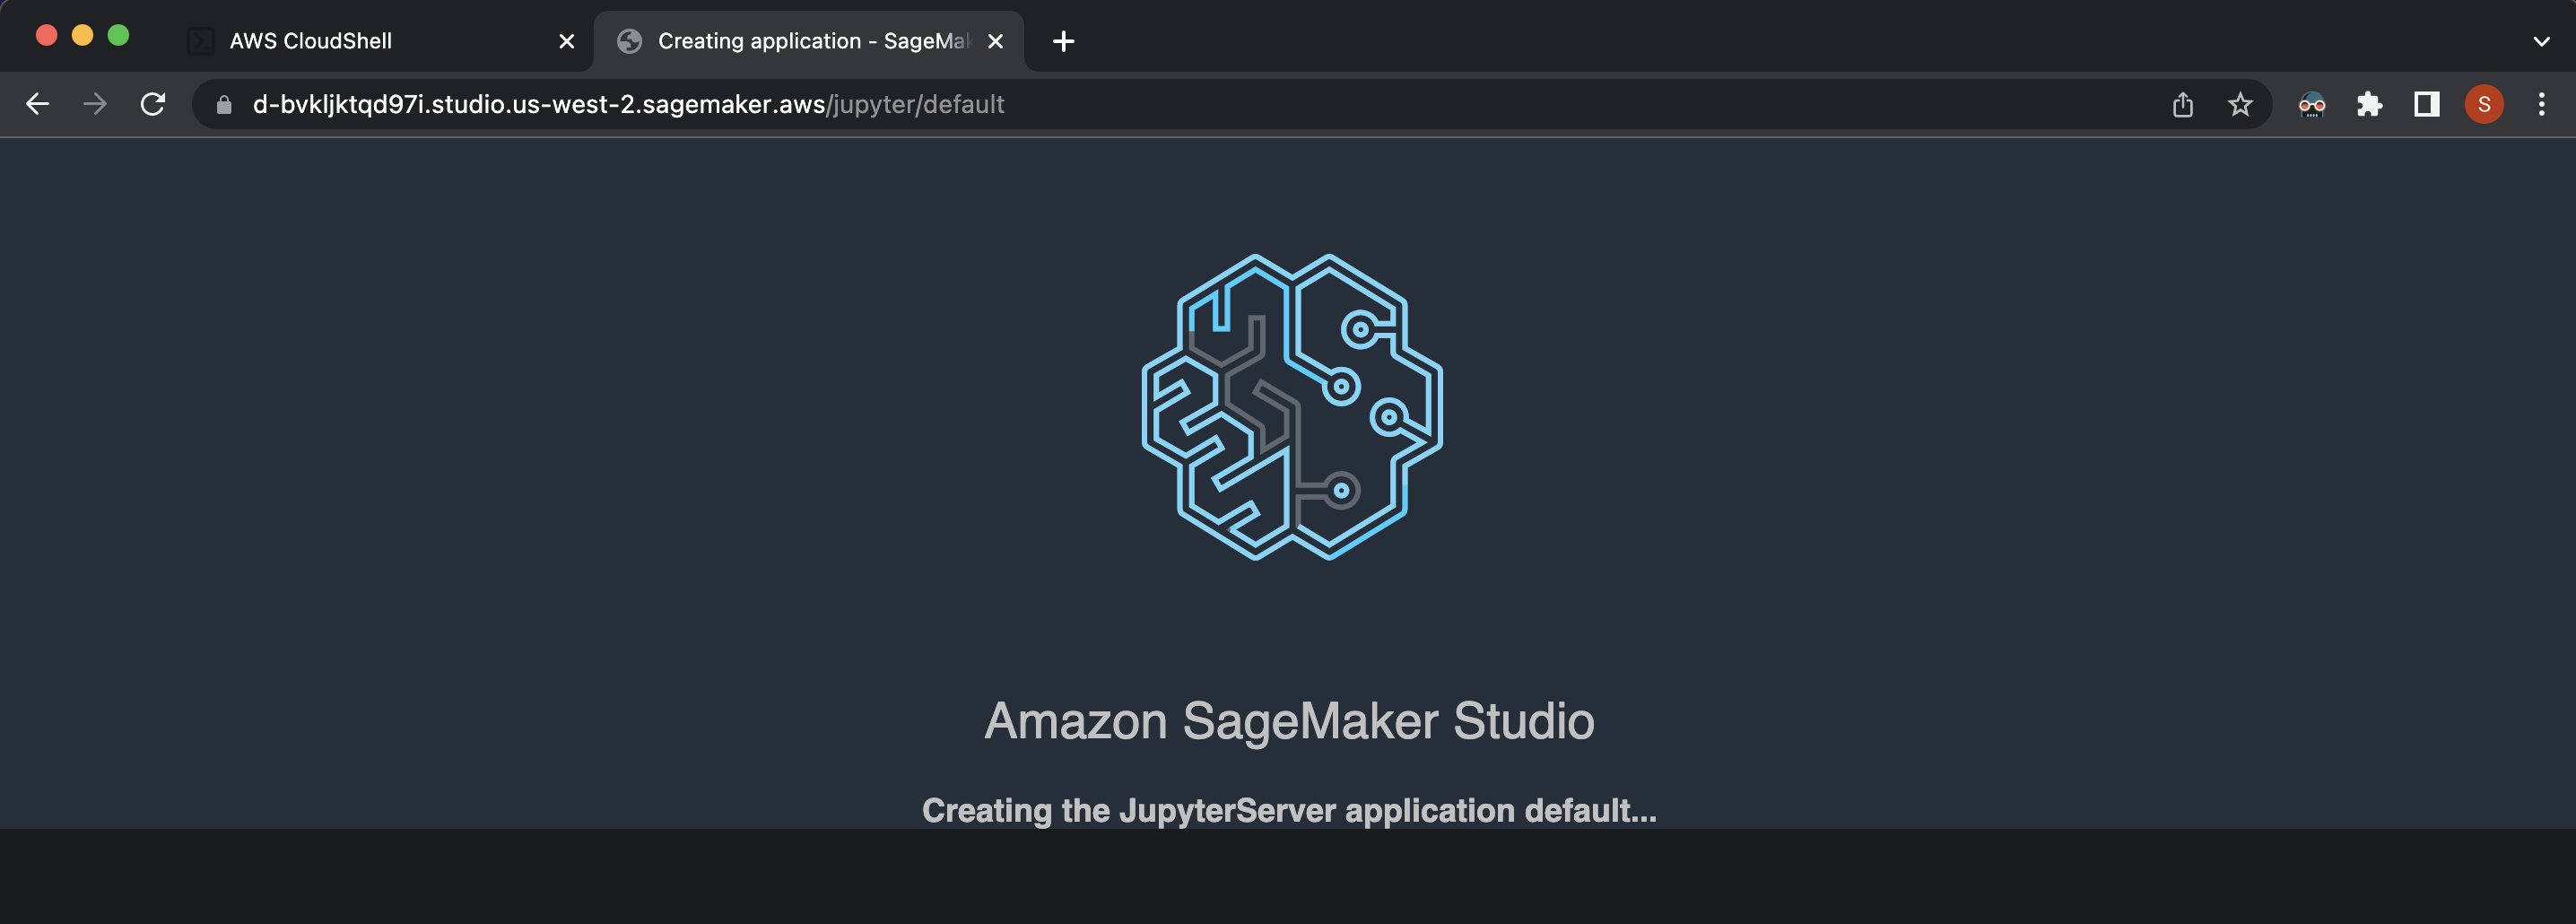 AWS CloudShell
Creating application - SageMak
d-bvkljktqd97i.studio.us-west-2.sagemaker.aws/jupyter/default
S
Amazon SageMaker Studio
Creating the JupyterServer application default...